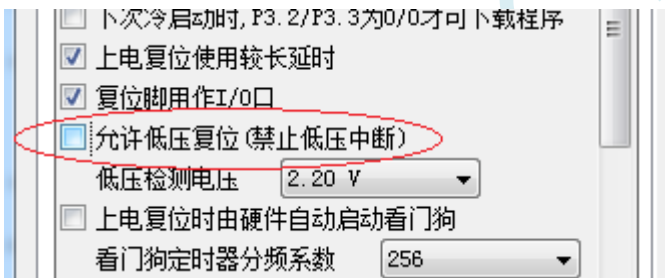 下次冷启动时,P3.2/P3.3为0/0才可下载程序
上电复位使用较长延时
复位脚用作I/O口
允许低压复位(禁止低压中断)
低压检测电压 2.20 V
上电复位时由硬件自动启动看门狗
看门狗定时器分频系数 256